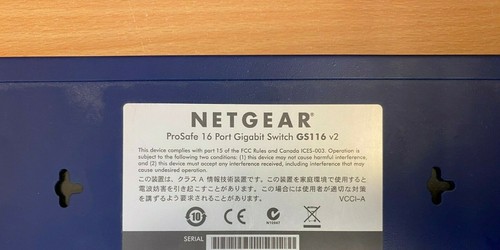 NETGEAR®
ProSafe 16 Port Gigabit Switch GS116 v2
This device complies with part 15 of the FCC Rules and Canada ICES-003. Operation is
subject to the following two conditions: (1) this device may not cause harmful interference,
and (2) this device must accept any interference received, including interference that may
cause undesired operation.
この装置は、クラスA 情報技術装置です。この装置を家庭環境で使用すると
電波妨害を引き起こすことがあります。この場合には使用者が適切な対策
を講ずるよう要求されることがあります。 VCCI-A
10 CE N10947
SERIAL